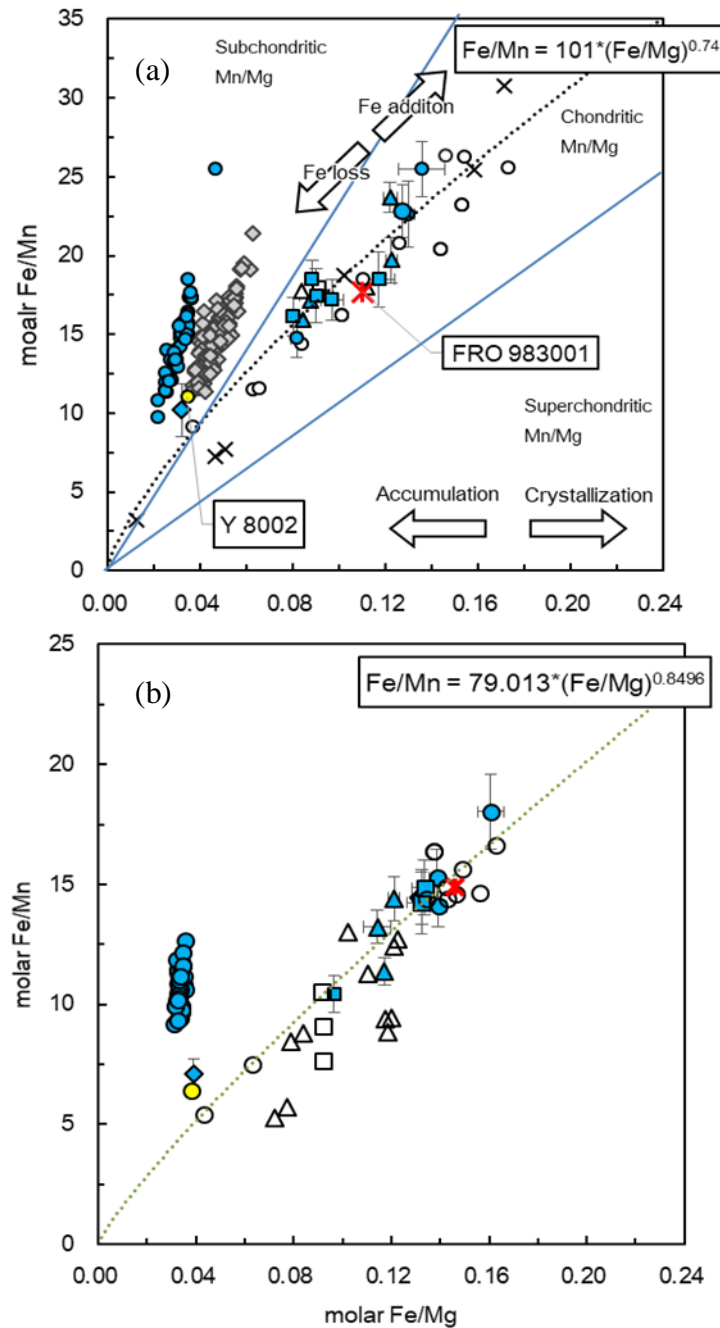 (a)
Subchondritic
Mn/Mg
Fe/Mn = 101*(Fe/Mg)0.74
Fe additon
Fe loss
Chondritic
Mn/Mg
FRO 983001
Superchondritic
Mn/Mg
Accumulation
Crystallization
Y 8002
moalr Fe/Mn
35
30
25
20
15
10
5
0
0.00 0.04 0.08 0.12 0.16 0.20 0.24
(b)
Fe/Mn = 79.013*(Fe/Mg)0.8496
molar Fe/Mn
25
20
15
10
5
0
0.00 0.04 0.08 0.12 0.16 0.20 0.24
molar Fe/Mg